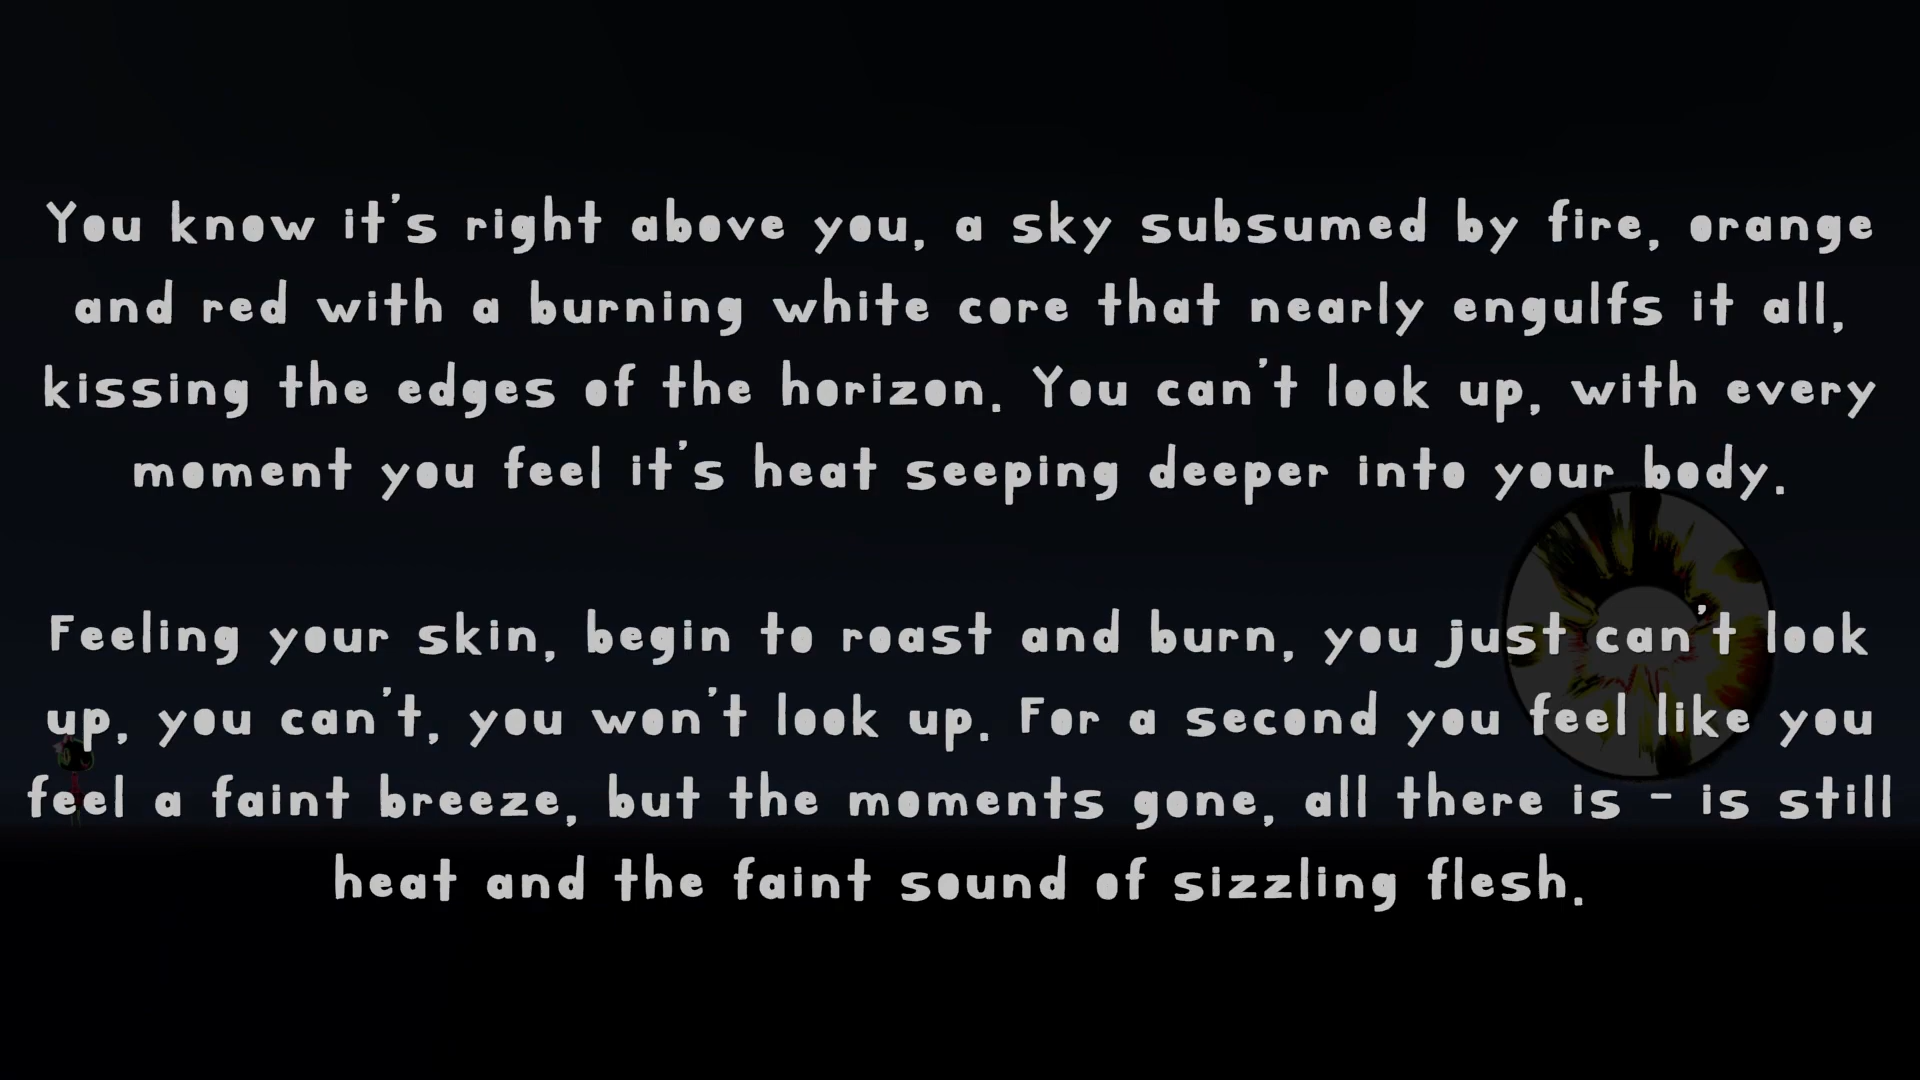 You know it's right above you, a sky subsumed by fire, orange
and red with a burning white core that nearly engulfs it all,
kissing the edges of the horizon. You can't look up, with every
moment you feel it's heat seeping deeper into your body.
Feeling your skin, begin to roast and burn, you just can't look
up, you can't, you won't look up. For a second you feel like you
feel a faint breeze, but the moments gone, all there is - is still
heat and the faint sound of sizzling flesh.